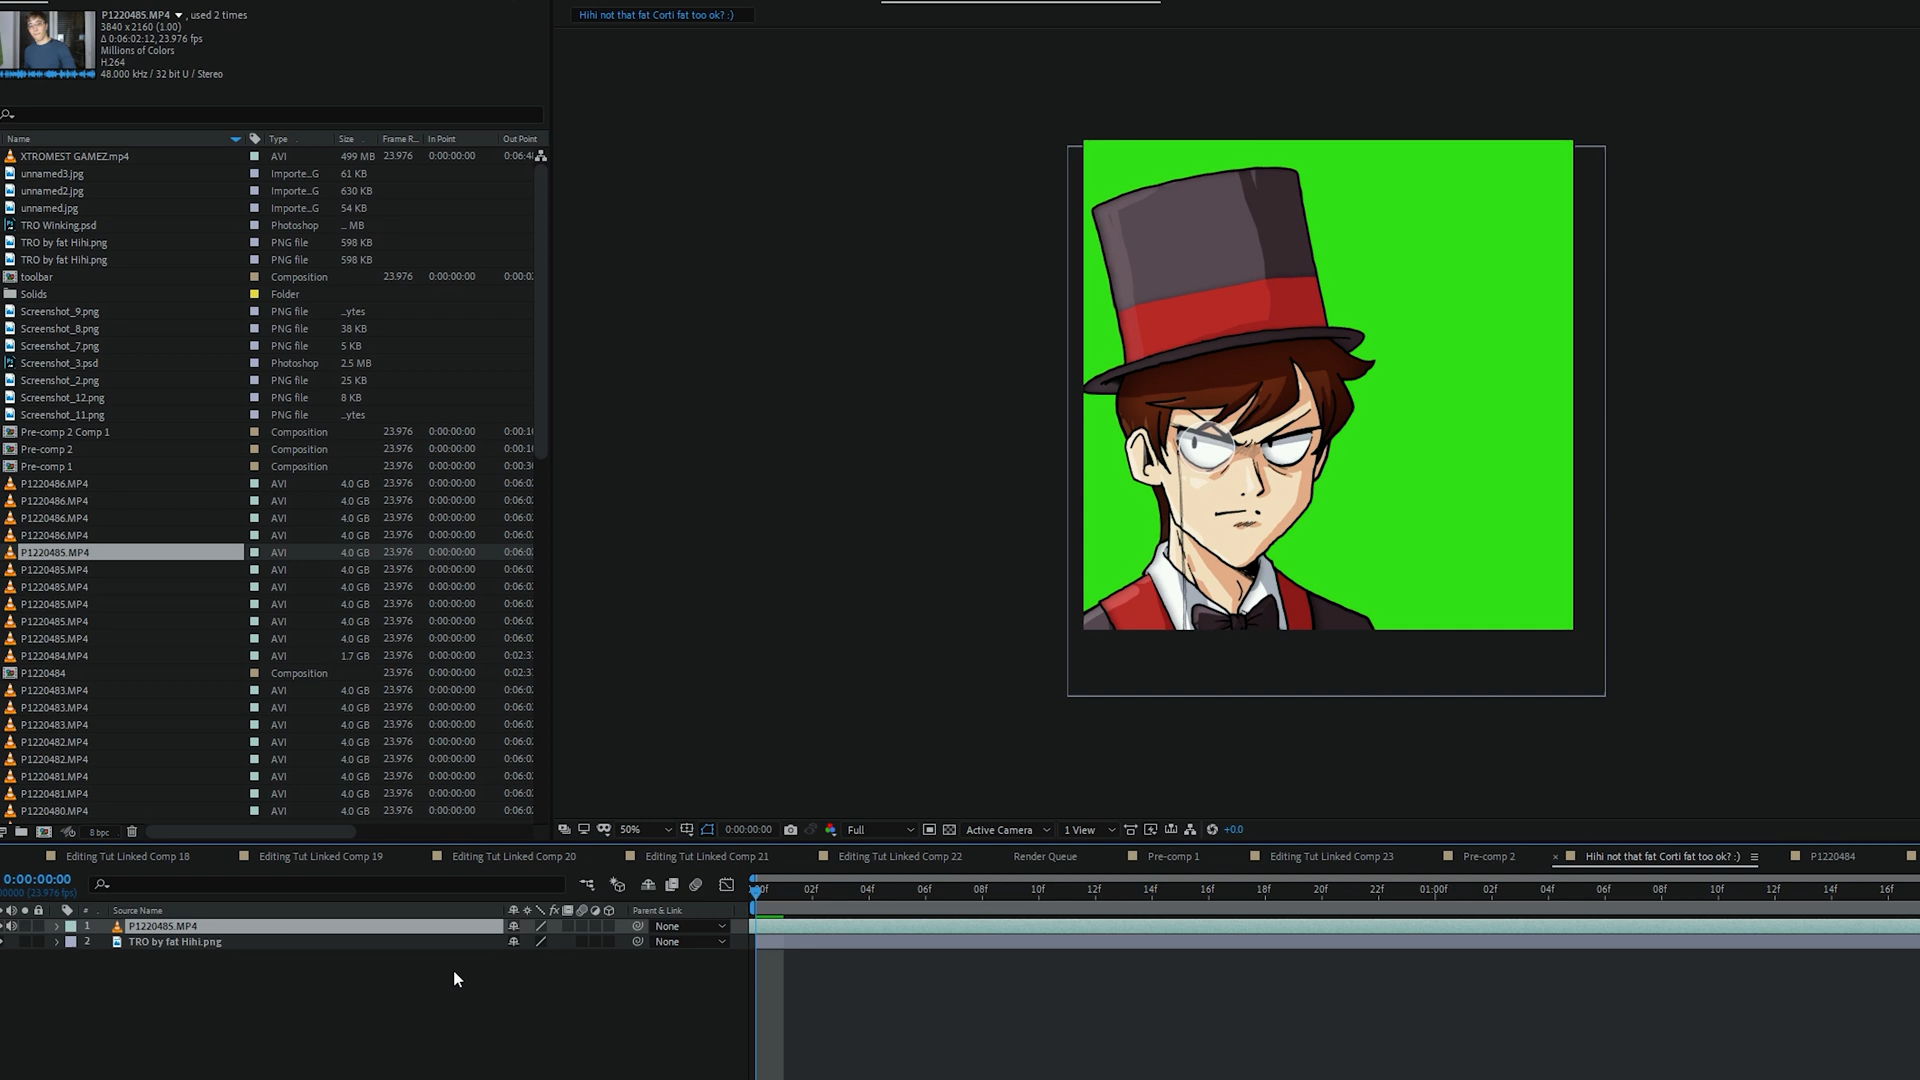 P1220485.MP4 ▼ , used 2 times
3840 x 2160 (1.00)
Δ 0:06:02:12, 23.976 fps
Millions of Colors
H.264
48.000 kHz / 32 bit U / Stereo
Hihi not that fat Corti fat too ok? :)
Name Type Size Frame R... In Point Out Point
XTROMEST GAMEZ.mp4 AVI 499 MB 23.976 0:00:00:00 0:06:4
unnamed3.jpg Importe...G 61 KB
unnamed2.jpg Importe...G 630 KB
unnamed.jpg Importe...G 54 KB
TRO Winking.psd Photoshop ... MB
TRO by fat Hihi.png PNG file 598 KB
TRO by fat Hihi.png PNG file 598 KB
toolbar Composition 23.976 0:00:00:00 0:00:0
Solids Folder
Screenshot_9.png PNG file ...ytes
Screenshot_8.png PNG file 38 KB
Screenshot_7.png PNG file 5 KB
Screenshot_3.psd Photoshop 2.5 MB
Screenshot_2.png PNG file 25 KB
Screenshot_12.png PNG file 8 KB
Screenshot_11.png PNG file ...ytes
Pre-comp 2 Comp 1 Composition 23.976 0:00:00:00 0:00:1
Pre-comp 2 Composition 23.976 0:00:00:00 0:00:1
Pre-comp 1 Composition 23.976 0:00:00:00 0:00:3
P1220486.MP4 AVI 4.0 GB 23.976 0:00:00:00 0:06:0
P1220486.MP4 AVI 4.0 GB 23.976 0:00:00:00 0:06:0
P1220486.MP4 AVI 4.0 GB 23.976 0:00:00:00 0:06:0
P1220486.MP4 AVI 4.0 GB 23.976 0:00:00:00 0:06:0
P1220485.MP4 AVI 4.0 GB 23.976 0:00:00:00 0:06:0
P1220485.MP4 AVI 4.0 GB 23.976 0:00:00:00 0:06:0
P1220485.MP4 AVI 4.0 GB 23.976 0:00:00:00 0:06:0
P1220485.MP4 AVI 4.0 GB 23.976 0:00:00:00 0:06:0
P1220485.MP4 AVI 4.0 GB 23.976 0:00:00:00 0:06:0
P1220485.MP4 AVI 4.0 GB 23.976 0:00:00:00 0:06:0
P1220484.MP4 AVI 1.7 GB 23.976 0:00:00:00 0:02:3
P1220484 Composition 23.976 0:00:00:00 0:02:3
P1220483.MP4 AVI 4.0 GB 23.976 0:00:00:00 0:06:0
P1220483.MP4 AVI 4.0 GB 23.976 0:00:00:00 0:06:0
P1220483.MP4 AVI 4.0 GB 23.976 0:00:00:00 0:06:0
P1220482.MP4 AVI 4.0 GB 23.976 0:00:00:00 0:06:0
P1220482.MP4 AVI 4.0 GB 23.976 0:00:00:00 0:06:0
P1220481.MP4 AVI 4.0 GB 23.976 0:00:00:00 0:06:0
P1220481.MP4 AVI 4.0 GB 23.976 0:00:00:00 0:06:0
P1220480.MP4 AVI 4.0 GB 23.976 0:00:00:00 0:06:0
8 bpc
50% 0:00:00:00 Full Active Camera 1 View +0.0
Editing Tut Linked Comp 18 Editing Tut Linked Comp 19 Editing Tut Linked Comp 20 Editing Tut Linked Comp 21 Editing Tut Linked Comp 22 Render Queue Pre-comp 1 Editing Tut Linked Comp 23 Pre-comp 2 × Hihi not that fat Corti fat too ok? :) P1220484
0:00:00:00
00000 (23.976 fps)
:00f 02f 04f 06f 08f 10f 12f 14f 16f 18f 20f 22f 01:00f 02f 04f 06f 08f 10f 12f 14f 16f
# Source Name fx Parent & Link
1 P1220485.MP4 None
2 TRO by fat Hihi.png None